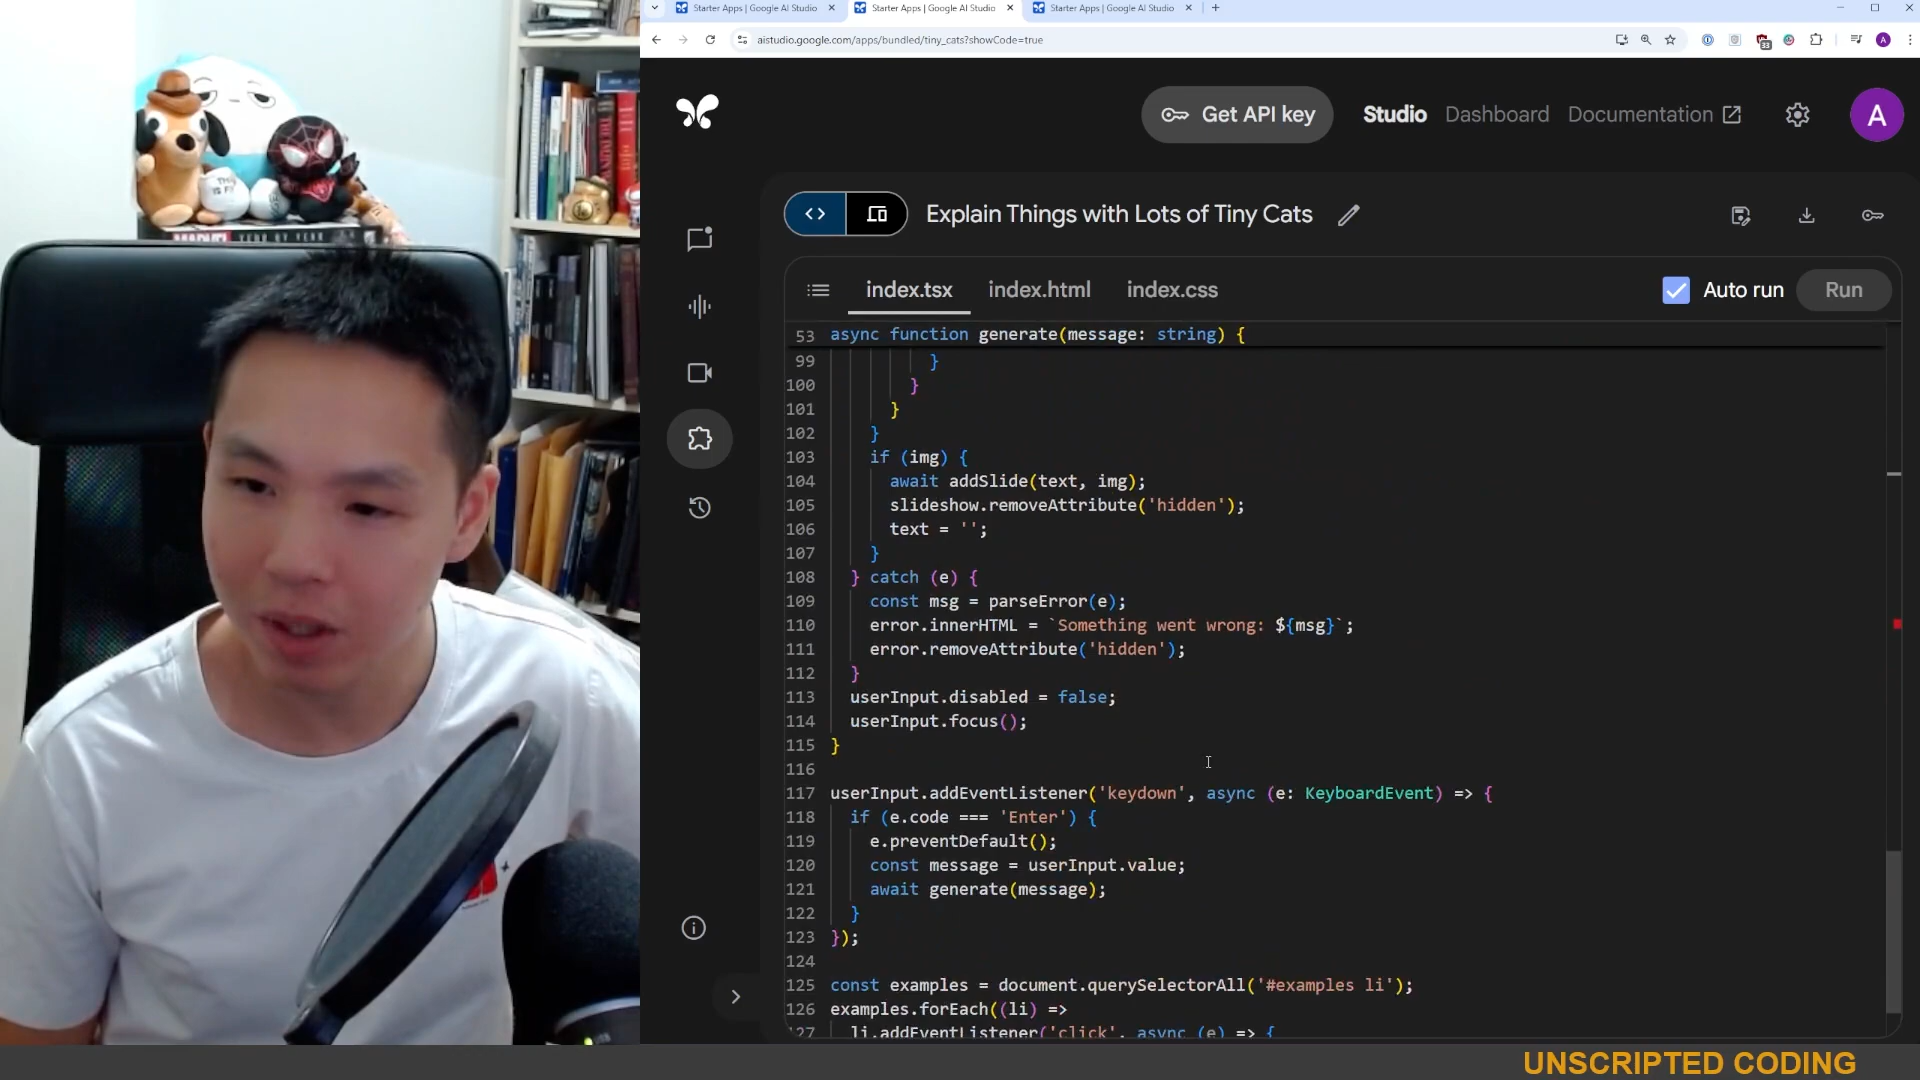 Starter Apps | Google AI Studio
Starter Apps | Google AI Studio
Starter Apps | Google AI Studio
aistudio.google.com/apps/bundled/tiny_cats?showCode=true
33
A
Get API key
Studio
Dashboard
Documentation
A
<>
Explain Things with Lots of Tiny Cats
index.tsx
index.html
index.css
Auto run
Run
53 async function generate(message: string) {
99 }
100 }
101 }
102 }
103 if (img) {
104 await addSlide(text, img);
105 slideshow.removeAttribute('hidden');
106 text = '';
107 }
108 } catch (e) {
109 const msg = parseError(e);
110 error.innerHTML = `Something went wrong: ${msg}`;
111 error.removeAttribute('hidden');
112 }
113 userInput.disabled = false;
114 userInput.focus();
115 }
116
117 userInput.addEventListener('keydown', async (e: KeyboardEvent) => {
118 if (e.code === 'Enter') {
119 e.preventDefault();
120 const message = userInput.value;
121 await generate(message);
122 }
123 });
124
125 const examples = document.querySelectorAll('#examples li');
126 examples.forEach((li) =>
127 li.addEventListener('click', async (e) => {
UNSCRIPTED CODING